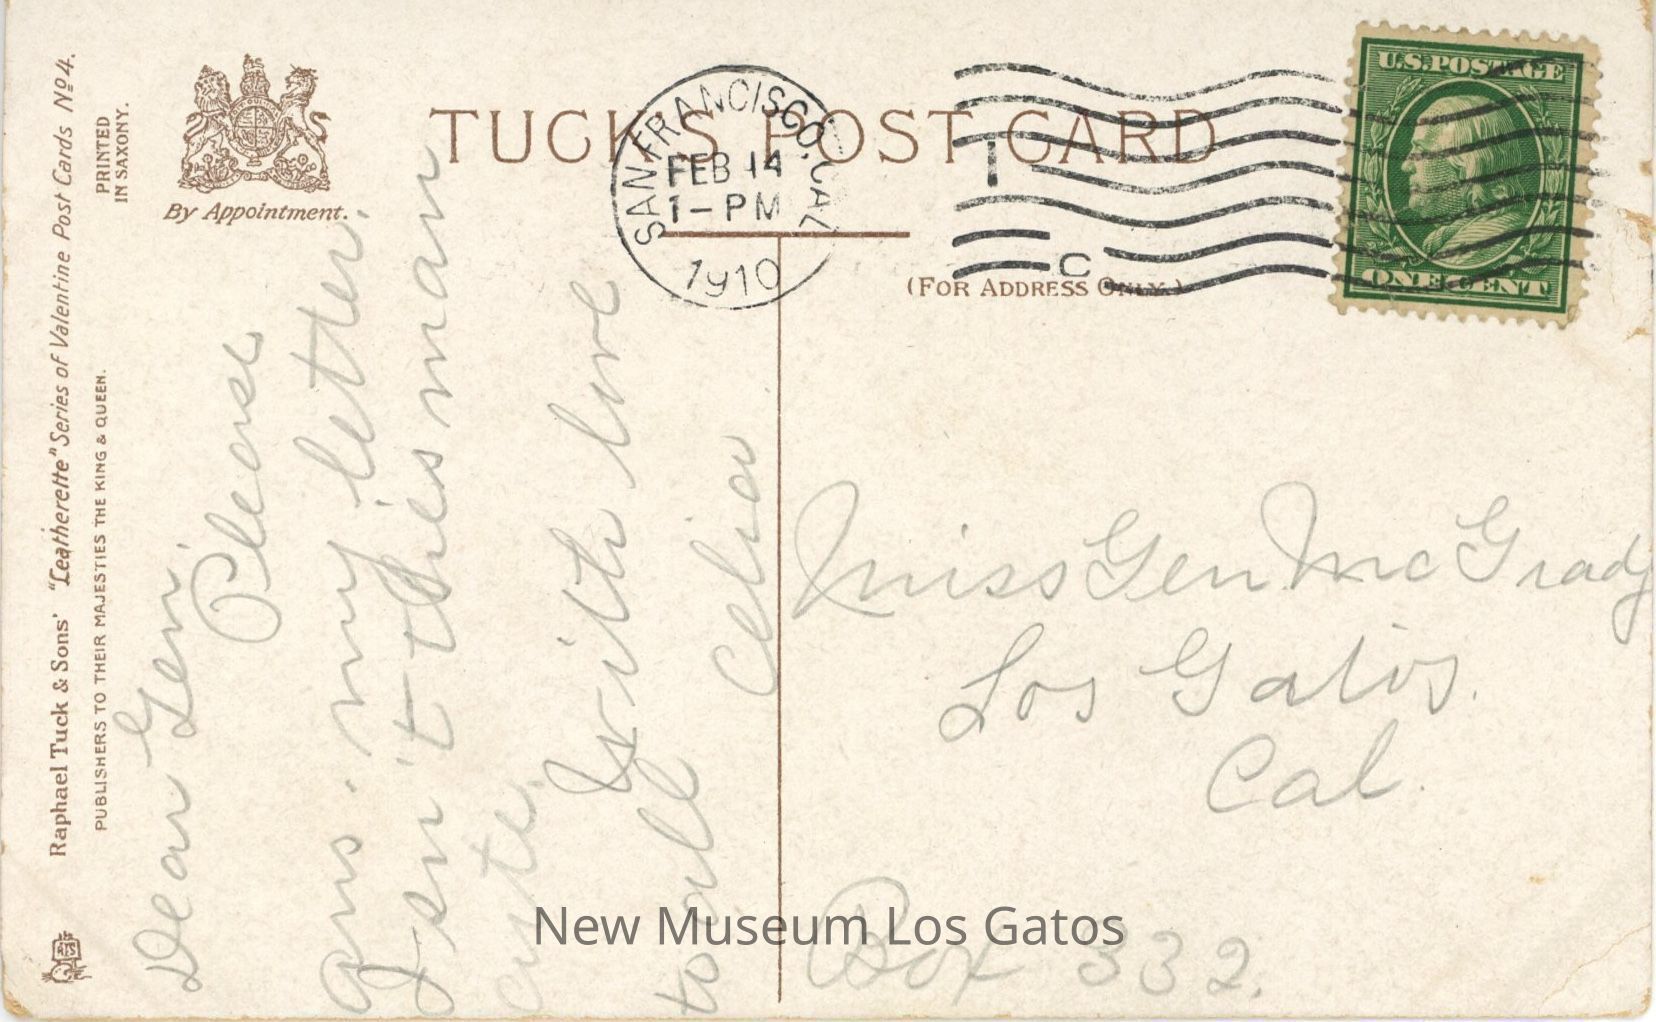 Raphael Tuck & Sons' "Leatherette" Series of Valentine Post Cards No 4.
PUBLISHERS TO THEIR MAJESTIES THE KING & QUEEN.
PRINTED
IN SAXONY.
By Appointment.
TUCK'S POST CARD
(FOR ADDRESS ONLY.)
SAN FRANCISCO, CAL
FEB 14
1-PM
1910
U.S. POSTAGE
ONE CENT
Dear Gen.
Please
ans. my letter.
Isn't this man
cute.
With love
to all
Celia
Miss Gen McGrady
Los Gatos.
Cal.
Box 332.
New Museum Los Gatos